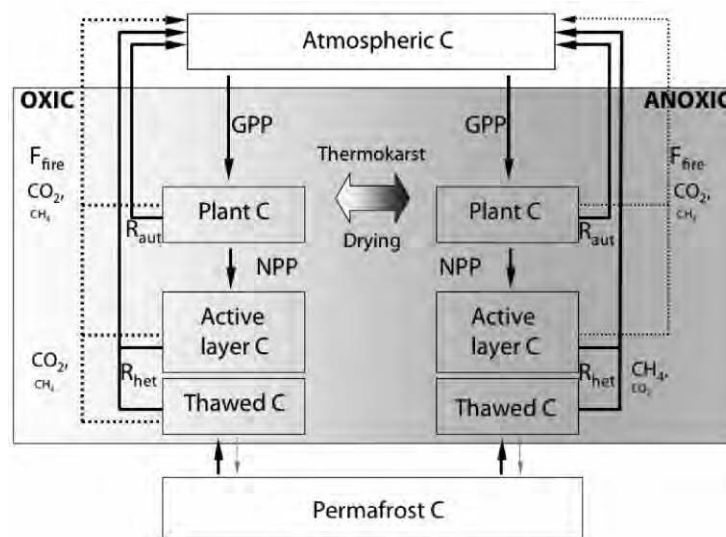 Atmospheric C
OXIC
ANOXIC
GPP
GPP
F_fire
CO₂,
CH₄
Thermokarst
F_fire
CO₂,
CH₄
Plant C
Plant C
R_aut
Drying
R_aut
NPP
NPP
Active
layer C
Active
layer C
CO₂,
CH₄
R_het
R_het
CH₄,
CO₂
Thawed C
Thawed C
Permafrost C